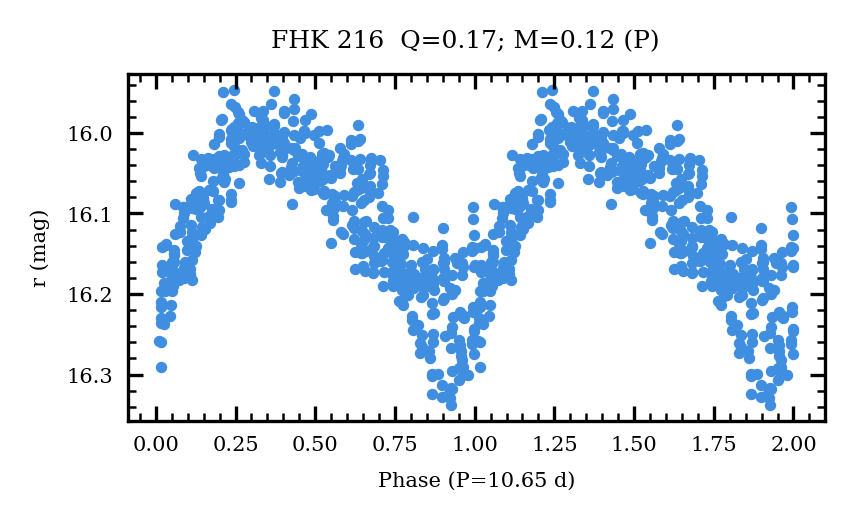 FHK 216  Q=0.17; M=0.12 (P)
16.0
16.1
16.2
16.3
r (mag)
0.00 0.25 0.50 0.75 1.00 1.25 1.50 1.75 2.00
Phase (P=10.65 d)